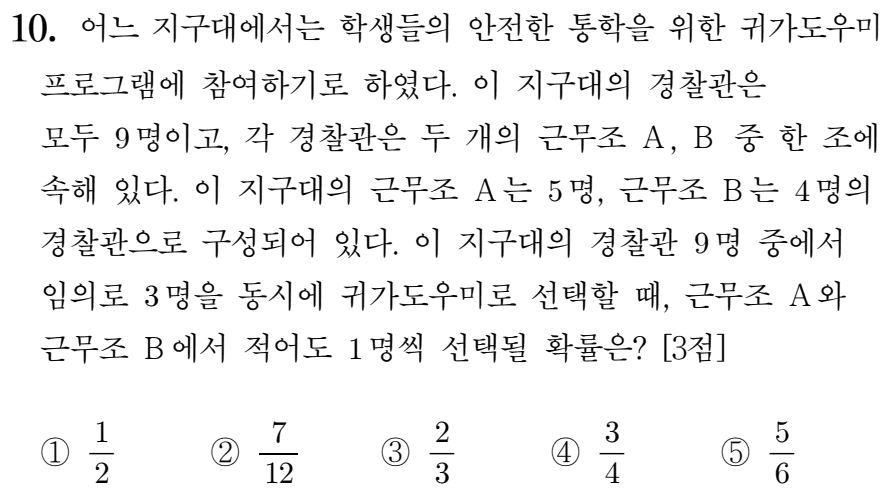 10. 어느 지구대에서는 학생들의 안전한 통학을 위한 귀가도우미
프로그램에 참여하기로 하였다. 이 지구대의 경찰관은
모두 9명이고, 각 경찰관은 두 개의 근무조 A, B 중 한 조에
속해 있다. 이 지구대의 근무조 A는 5명, 근무조 B는 4명의
경찰관으로 구성되어 있다. 이 지구대의 경찰관 9명 중에서
임의로 3명을 동시에 귀가도우미로 선택할 때, 근무조 A와
근무조 B에서 적어도 1명씩 선택될 확률은? [3점]
① 1/2 ② 7/12 ③ 2/3 ④ 3/4 ⑤ 5/6